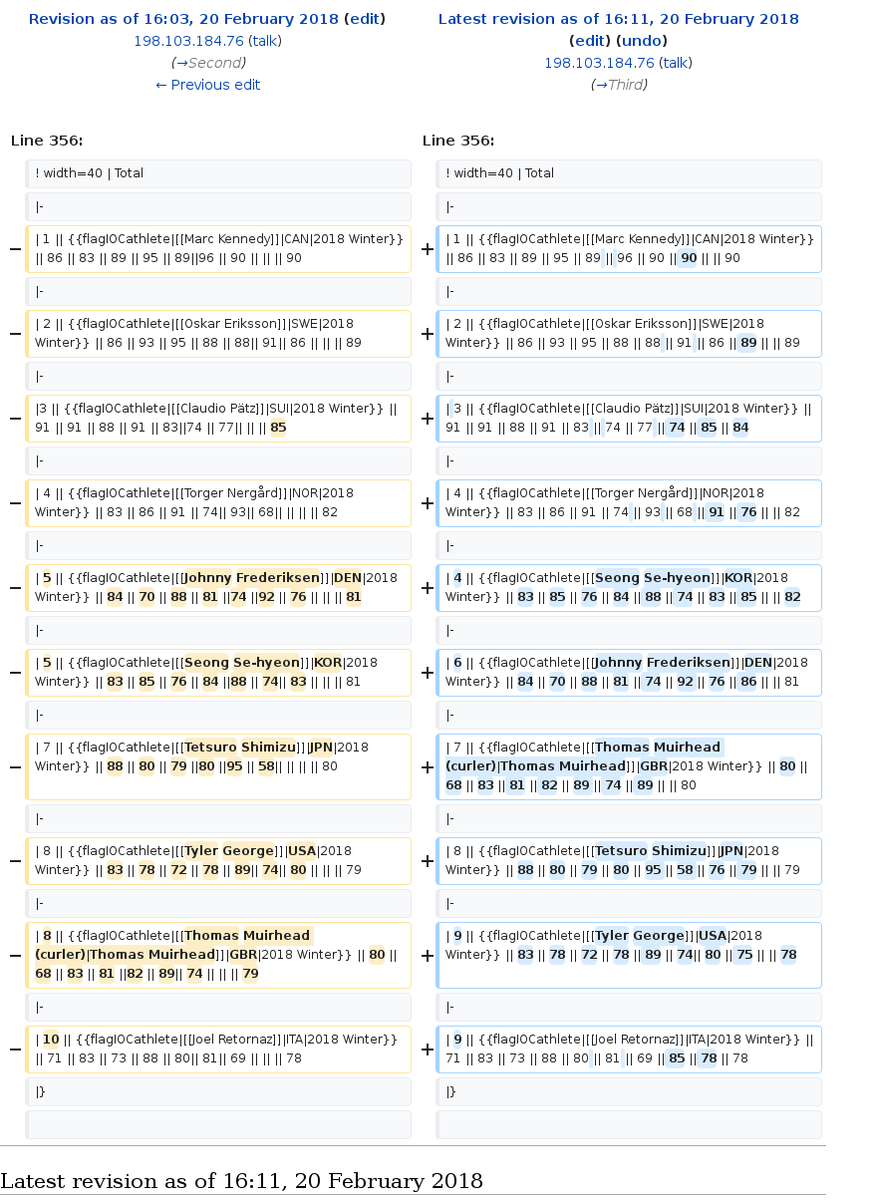 Revision as of 16:03, 20 February 2018 (edit)
198.103.184.76 (talk)
(→Second)
← Previous edit
Latest revision as of 16:11, 20 February 2018
(edit) (undo)
198.103.184.76 (talk)
(→Third)
Line 356:
Line 356:
! width=40 | Total
! width=40 | Total
|-
|-
− | 1 || {{flagIOCathlete|[[Marc Kennedy]]|CAN|2018 Winter}}
|| 86 || 83 || 89 || 95 || 89||96 || 90 || || || 90
+ | 1 || {{flagIOCathlete|[[Marc Kennedy]]|CAN|2018 Winter}}
|| 86 || 83 || 89 || 95 || 89 || 96 || 90 || 90 || || 90
|-
|-
− | 2 || {{flagIOCathlete|[[Oskar Eriksson]]|SWE|2018
Winter}} || 86 || 93 || 95 || 88 || 88|| 91|| 86 || || || 89
+ | 2 || {{flagIOCathlete|[[Oskar Eriksson]]|SWE|2018
Winter}} || 86 || 93 || 95 || 88 || 88 || 91 || 86 || 89 || || 89
|-
|-
− |3 || {{flagIOCathlete|[[Claudio Pätz]]|SUI|2018 Winter}} ||
91 || 91 || 88 || 91 || 83||74 || 77|| || || 85
+ | 3 || {{flagIOCathlete|[[Claudio Pätz]]|SUI|2018 Winter}} ||
91 || 91 || 88 || 91 || 83 || 74 || 77 || 74 || 85 || 84
|-
|-
− | 4 || {{flagIOCathlete|[[Torger Nergård]]|NOR|2018
Winter}} || 83 || 86 || 91 || 74|| 93|| 68|| || || || 82
+ | 4 || {{flagIOCathlete|[[Torger Nergård]]|NOR|2018
Winter}} || 83 || 86 || 91 || 74 || 93 || 68 || 91 || 76 || || 82
|-
|-
− | 5 || {{flagIOCathlete|[[Johnny Frederiksen]]|DEN|2018
Winter}} || 84 || 70 || 88 || 81 ||74 ||92 || 76 || || || 81
+ | 4 || {{flagIOCathlete|[[Seong Se-hyeon]]|KOR|2018
Winter}} || 83 || 85 || 76 || 84 || 88 || 74 || 83 || 85 || || 82
|-
|-
− | 5 || {{flagIOCathlete|[[Seong Se-hyeon]]|KOR|2018
Winter}} || 83 || 85 || 76 || 84 ||88 || 74|| 83 || || || 81
+ | 6 || {{flagIOCathlete|[[Johnny Frederiksen]]|DEN|2018
Winter}} || 84 || 70 || 88 || 81 || 74 || 92 || 76 || 86 || || 81
|-
|-
− | 7 || {{flagIOCathlete|[[Tetsuro Shimizu]]|JPN|2018
Winter}} || 88 || 80 || 79 ||80 ||95 || 58|| || || || 80
+ | 7 || {{flagIOCathlete|[[Thomas Muirhead
(curler)|Thomas Muirhead]]|GBR|2018 Winter}} || 80 ||
68 || 83 || 81 || 82 || 89 || 74 || 89 || || 80
|-
|-
− | 8 || {{flagIOCathlete|[[Tyler George]]|USA|2018
Winter}} || 83 || 78 || 72 || 78 || 89|| 74|| 80 || || || 79
+ | 8 || {{flagIOCathlete|[[Tetsuro Shimizu]]|JPN|2018
Winter}} || 88 || 80 || 79 || 80 || 95 || 58 || 76 || 79 || || 79
|-
|-
− | 8 || {{flagIOCathlete|[[Thomas Muirhead
(curler)|Thomas Muirhead]]|GBR|2018 Winter}} || 80 ||
68 || 83 || 81 ||82 || 89|| 74 || || || 79
+ | 9 || {{flagIOCathlete|[[Tyler George]]|USA|2018
Winter}} || 83 || 78 || 72 || 78 || 89 || 74|| 80 || 75 || || 78
|-
|-
− | 10 || {{flagIOCathlete|[[Joel Retornaz]]|ITA|2018 Winter}}
|| 71 || 83 || 73 || 88 || 80|| 81|| 69 || || || 78
+ | 9 || {{flagIOCathlete|[[Joel Retornaz]]|ITA|2018 Winter}} ||
71 || 83 || 73 || 88 || 80 || 81 || 69 || 85 || 78 || 78
|}
|}
Latest revision as of 16:11, 20 February 2018